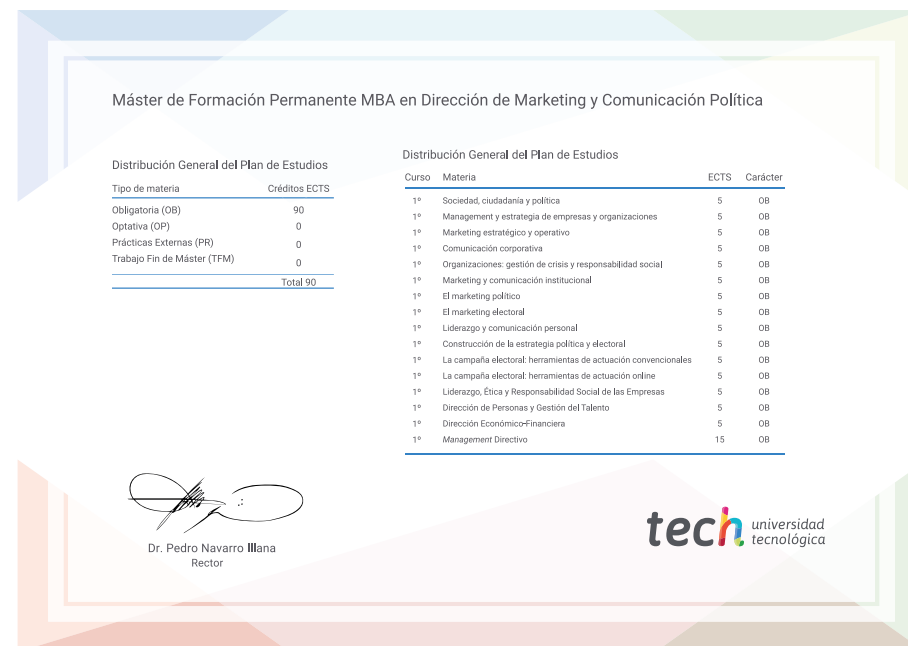 Máster de Formación Permanente MBA en Dirección de Marketing y Comunicación Política
Distribución General del Plan de Estudios
Tipo de materia Créditos ECTS
Obligatoria (OB) 90
Optativa (OP) 0
Prácticas Externas (PR) 0
Trabajo Fin de Máster (TFM) 0
Total 90
Distribución General del Plan de Estudios
Curso Materia ECTS Carácter
1º Sociedad, ciudadanía y política 5 OB
1º Management y estrategia de empresas y organizaciones 5 OB
1º Marketing estratégico y operativo 5 OB
1º Comunicación corporativa 5 OB
1º Organizaciones: gestión de crisis y responsabilidad social 5 OB
1º Marketing y comunicación institucional 5 OB
1º El marketing político 5 OB
1º El marketing electoral 5 OB
1º Liderazgo y comunicación personal 5 OB
1º Construcción de la estrategia política y electoral 5 OB
1º La campaña electoral: herramientas de actuación convencionales 5 OB
1º La campaña electoral: herramientas de actuación online 5 OB
1º Liderazgo, Ética y Responsabilidad Social de las Empresas 5 OB
1º Dirección de Personas y Gestión del Talento 5 OB
1º Dirección Económico-Financiera 5 OB
1º Management Directivo 15 OB
Dr. Pedro Navarro Illana
Rector
tech universidad
tecnológica